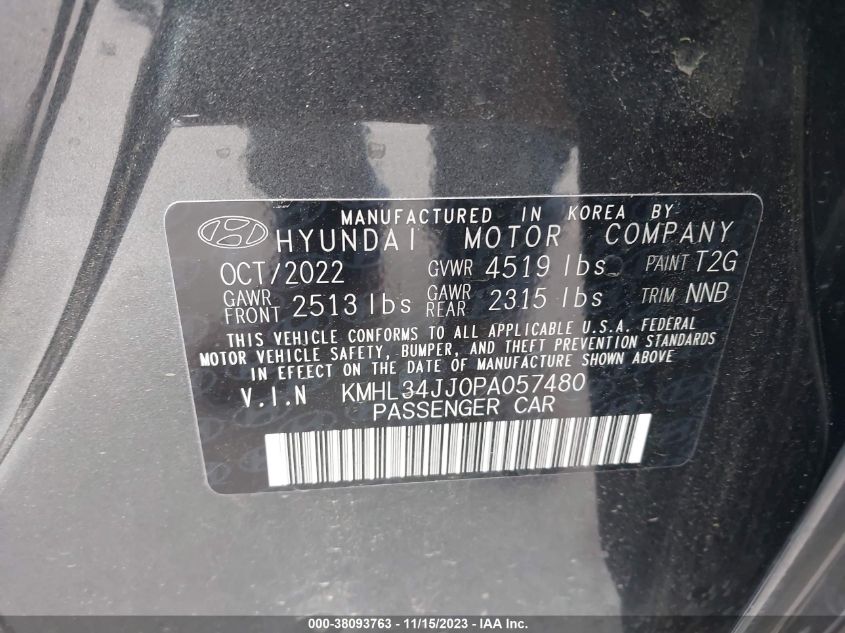 MANUFACTURED IN KOREA BY
HYUNDAI MOTOR COMPANY
OCT/2022 GVWR 4519 lbs PAINT T2G
GAWR FRONT 2513 lbs GAWR REAR 2315 lbs TRIM NNB
THIS VEHICLE CONFORMS TO ALL APPLICABLE U.S.A. FEDERAL
MOTOR VEHICLE SAFETY, BUMPER, AND THEFT PREVENTION STANDARDS
IN EFFECT ON THE DATE OF MANUFACTURE SHOWN ABOVE
V.I.N KMHL34JJ0PA057480
PASSENGER CAR
000-38093763 - 11/15/2023 - IAA Inc.